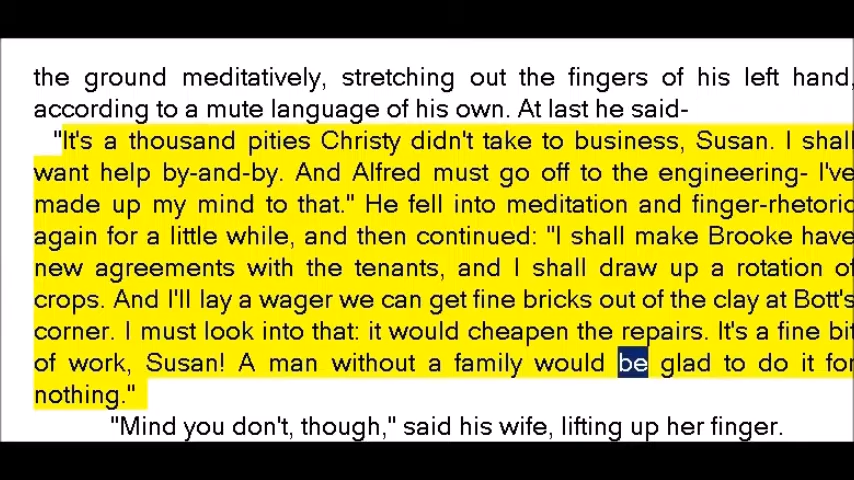 the ground meditatively, stretching out the fingers of his left hand,
according to a mute language of his own. At last he said-
"It's a thousand pities Christy didn't take to business, Susan. I shall
want help by-and-by. And Alfred must go off to the engineering- I've
made up my mind to that." He fell into meditation and finger-rhetoric
again for a little while, and then continued: "I shall make Brooke have
new agreements with the tenants, and I shall draw up a rotation of
crops. And I'll lay a wager we can get fine bricks out of the clay at Bott's
corner. I must look into that: it would cheapen the repairs. It's a fine bit
of work, Susan! A man without a family would be glad to do it for
nothing."
"Mind you don't, though," said his wife, lifting up her finger.